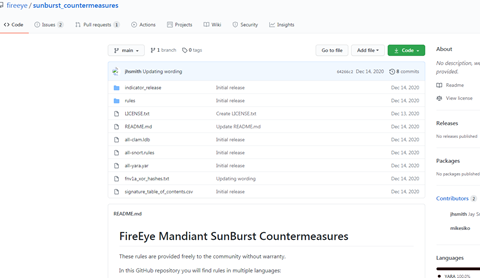 fireeye / sunburst_countermeasures
Code Issues 2 Pull requests 1 Actions Projects Wiki Security Insights
main 1 branch 0 tags Go to file Add file Code
jhsmith Updating wording Dec 14, 2020 8 commits
indicator_release Initial release Dec 14, 2020
rules Initial release Dec 14, 2020
LICENSE.txt Create LICENSE.txt Dec 14, 2020
README.md Update README.md Dec 14, 2020
all-clam.ldb Initial release Dec 14, 2020
all-snort.rules Initial release Dec 14, 2020
all-yara.yar Initial release Dec 14, 2020
fnv1a_xor_hashes.txt Updating wording Dec 14, 2020
signature_table_of_contents.csv Initial release Dec 14, 2020
README.md
FireEye Mandiant SunBurst Countermeasures
These rules are provided freely to the community without warranty.
In this GitHub repository you will find rules in multiple languages:
About
No description, we
provided.
Readme
View license
Releases
No releases published
Packages
No packages published
Contributors 2
jhsmith Jay S
mikesiko
Languages
YARA 100.0%